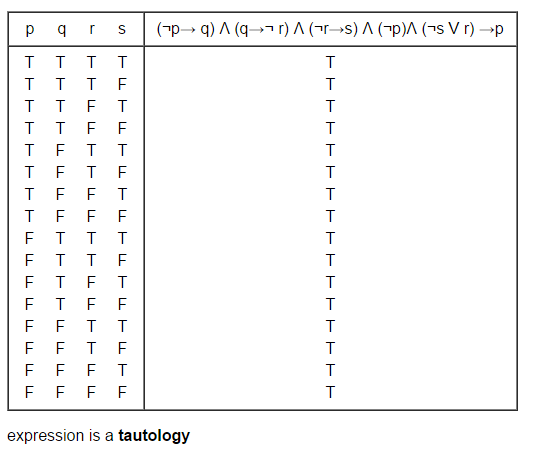 p q r s (¬p→ q) Λ (q→¬ r) Λ (¬r→s) Λ (¬p)Λ (¬s V r) →p
T T T T T
T T T F T
T T F T T
T T F F T
T F T T T
T F T F T
T F F T T
T F F F T
F T T T T
F T T F T
F T F T T
F T F F T
F F T T T
F F T F T
F F F T T
F F F F T
expression is a tautology